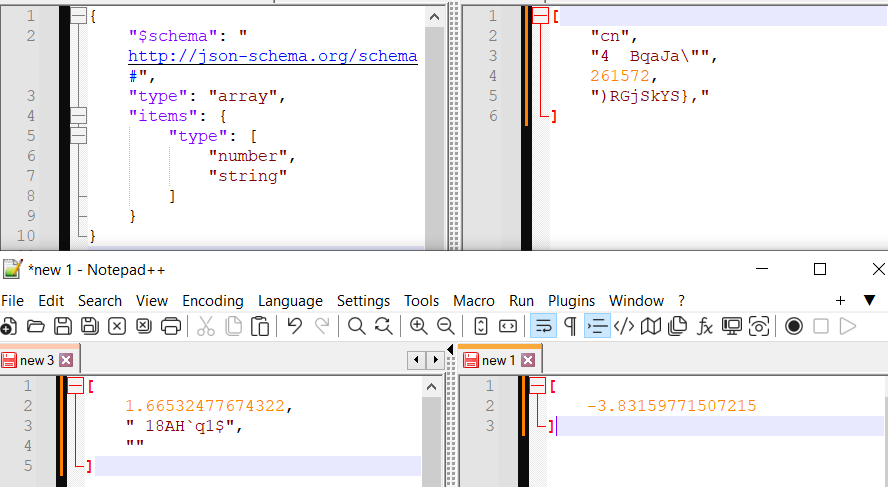 1 {
2 "$schema": "
http://json-schema.org/schema
#",
3 "type": "array",
4 "items": {
5 "type": [
6 "number",
7 "string"
8 ]
9 }
10 }
1 [
2 "cn",
3 "4  BqaJa\"",
4 261572,
5 ")RGjSkYS},"
6 ]
*new 1 - Notepad++
File Edit Search View Encoding Language Settings Tools Macro Run Plugins Window ?
new 3
new 1
1 [
2 1.66532477674322,
3 " 18AH`q1$",
4 ""
5 ]
1 [
2 -3.83159771507215
3 ]